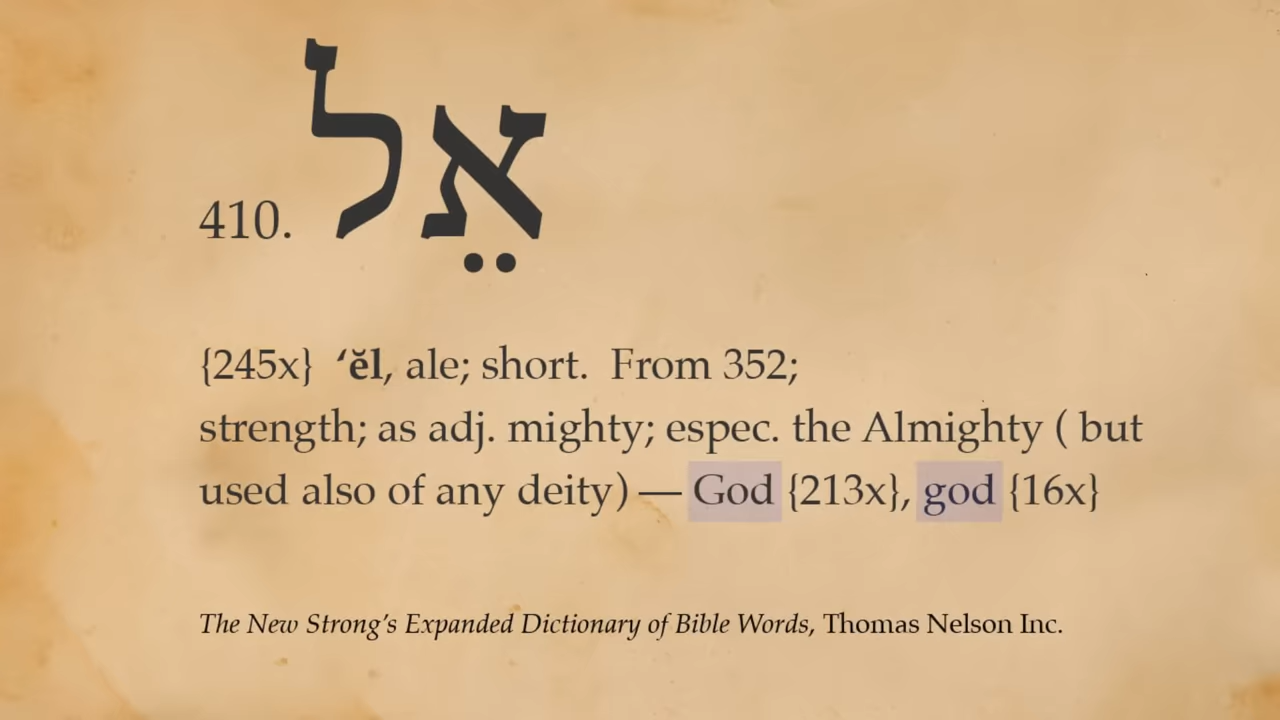 410. אֵל
{245x} ‘ĕl, ale; short. From 352;
strength; as adj. mighty; espec. the Almighty ( but
used also of any deity) — God {213x}, god {16x}
The New Strong’s Expanded Dictionary of Bible Words, Thomas Nelson Inc.